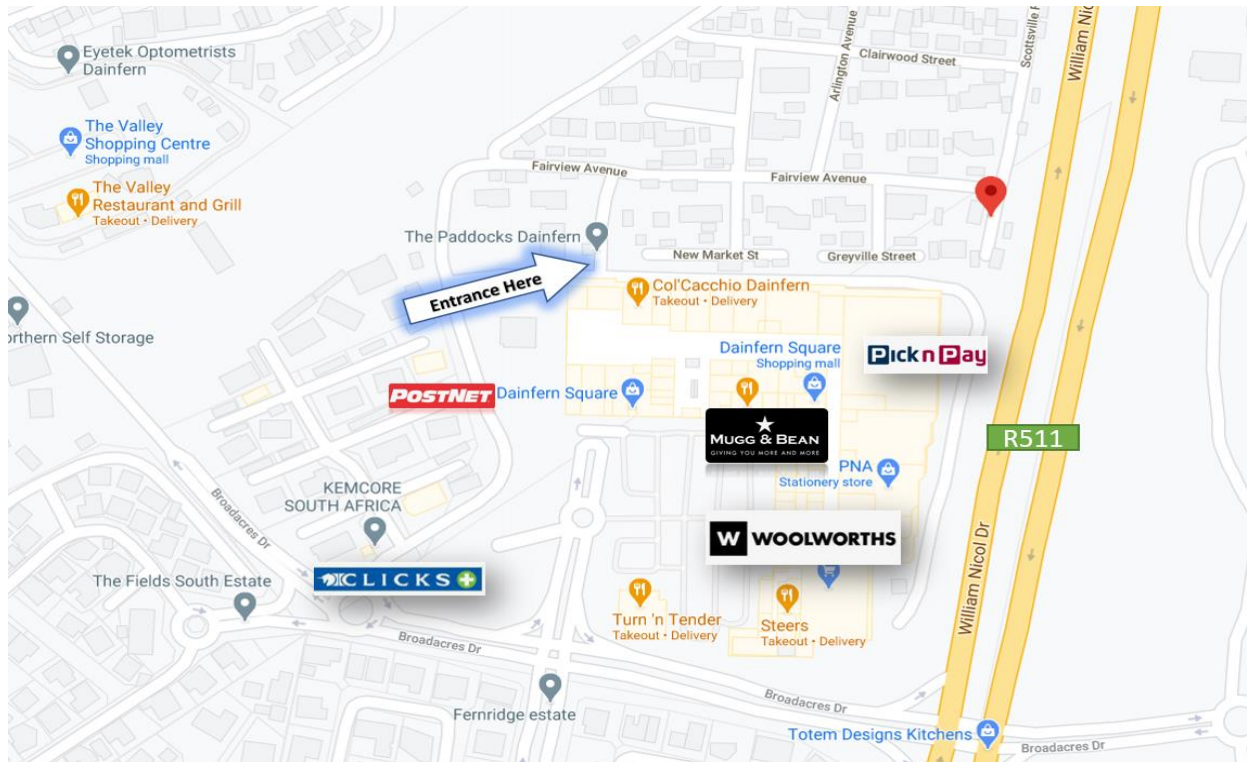 Eyetek Optometrists
Dainfern
The Valley
Shopping Centre
Shopping mall
The Valley
Restaurant and Grill
Takeout • Delivery
Clairwood Street
Arlington Avenue
William Nic
Fairview Avenue
Fairview Avenue
The Paddocks Dainfern
New Market St
Greyville Street
Entrance Here
Col'Cacchio Dainfern
Takeout • Delivery
orthern Self Storage
Dainfern Square
Shopping mall
Pick n Pay
POSTNET
Dainfern Square
MUGG & BEAN
GIVING YOU MORE AND MORE
R511
PNA
Stationery store
KEMCORE
SOUTH AFRICA
Broadacres Dr
W WOOLWORTHS
CLICKS
The Fields South Estate
Turn 'n Tender
Takeout • Delivery
Steers
Takeout • Delivery
William Nicol Dr
Broadacres Dr
Broadacres Dr
Fernridge estate
Totem Designs Kitchens
Broadacres Dr